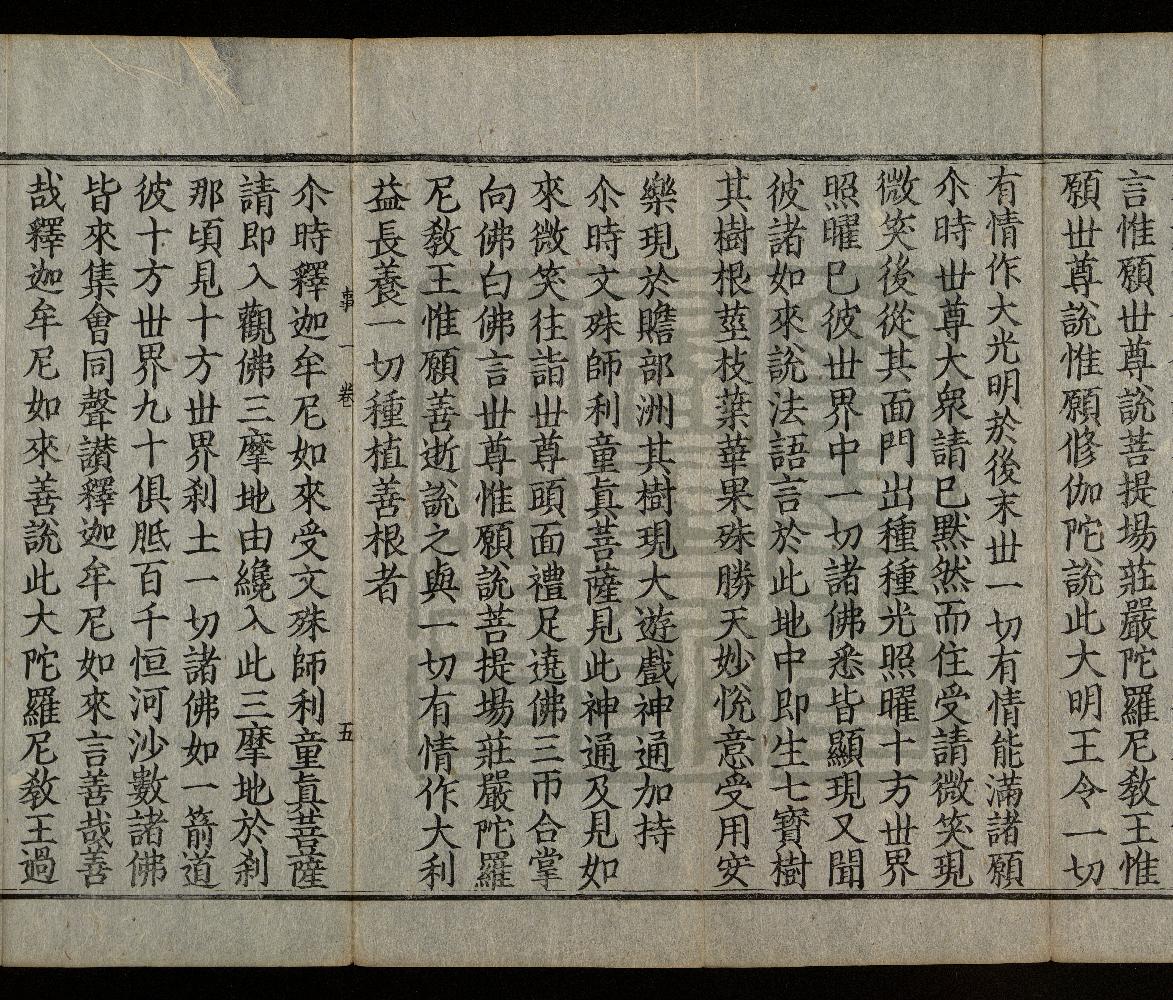 言惟願世尊說菩提場莊嚴陀羅尼敎王惟
願世尊說惟願修伽陀說此大明王令一切
有情作大光明於後末世一切有情能滿諸願
尒時世尊大衆請已默然而住受請微笑現
微笑後從其面門出種種光照曜十方世界
照曜已彼世界中一切諸佛悉皆顯現又聞
彼諸如來說法語言於此地中即生七寳樹
其樹根莖枝葉華果殊勝天妙悅意受用安
樂現於贍部洲其樹現大遊戲神通加持
尒時文殊師利童真菩薩見此神通及見如
來微笑往詣世尊頭面禮足遶佛三帀合掌
向佛白佛言世尊惟願說菩提場莊嚴陀羅
尼敎王惟願善逝說之與一切有情作大利
益長養一切種植善根者
事一卷 五
尒時釋迦牟尼如來受文殊師利童真菩薩
請即入觀佛三摩地由纔入此三摩地於刹
那頃見十方世界刹土一切諸佛如一箭道
彼十方世界九十俱胝百千恒河沙數諸佛
皆來集會同聲讃釋迦牟尼如來言善哉善
哉釋迦牟尼如來善說此大陀羅尼敎王過